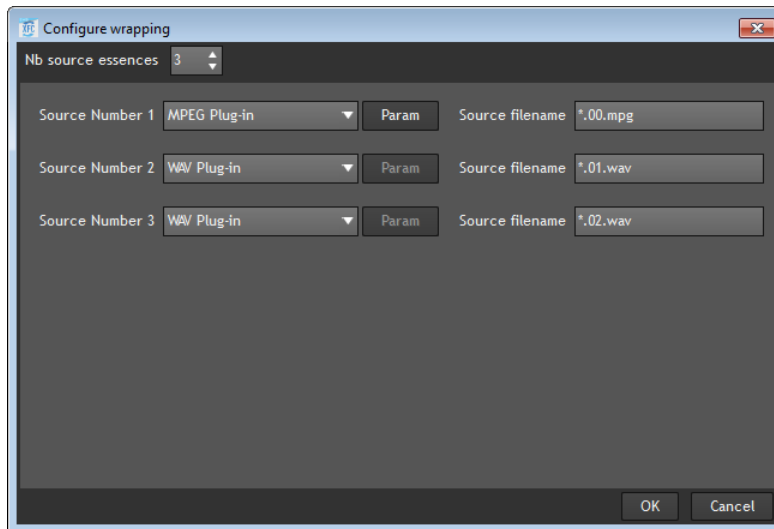 Configure wrapping
Nb source essences 3
Source Number 1 MPEG Plug-in Param Source filename *.00.mpg
Source Number 2 WAV Plug-in Param Source filename *.01.wav
Source Number 3 WAV Plug-in Param Source filename *.02.wav
OK Cancel